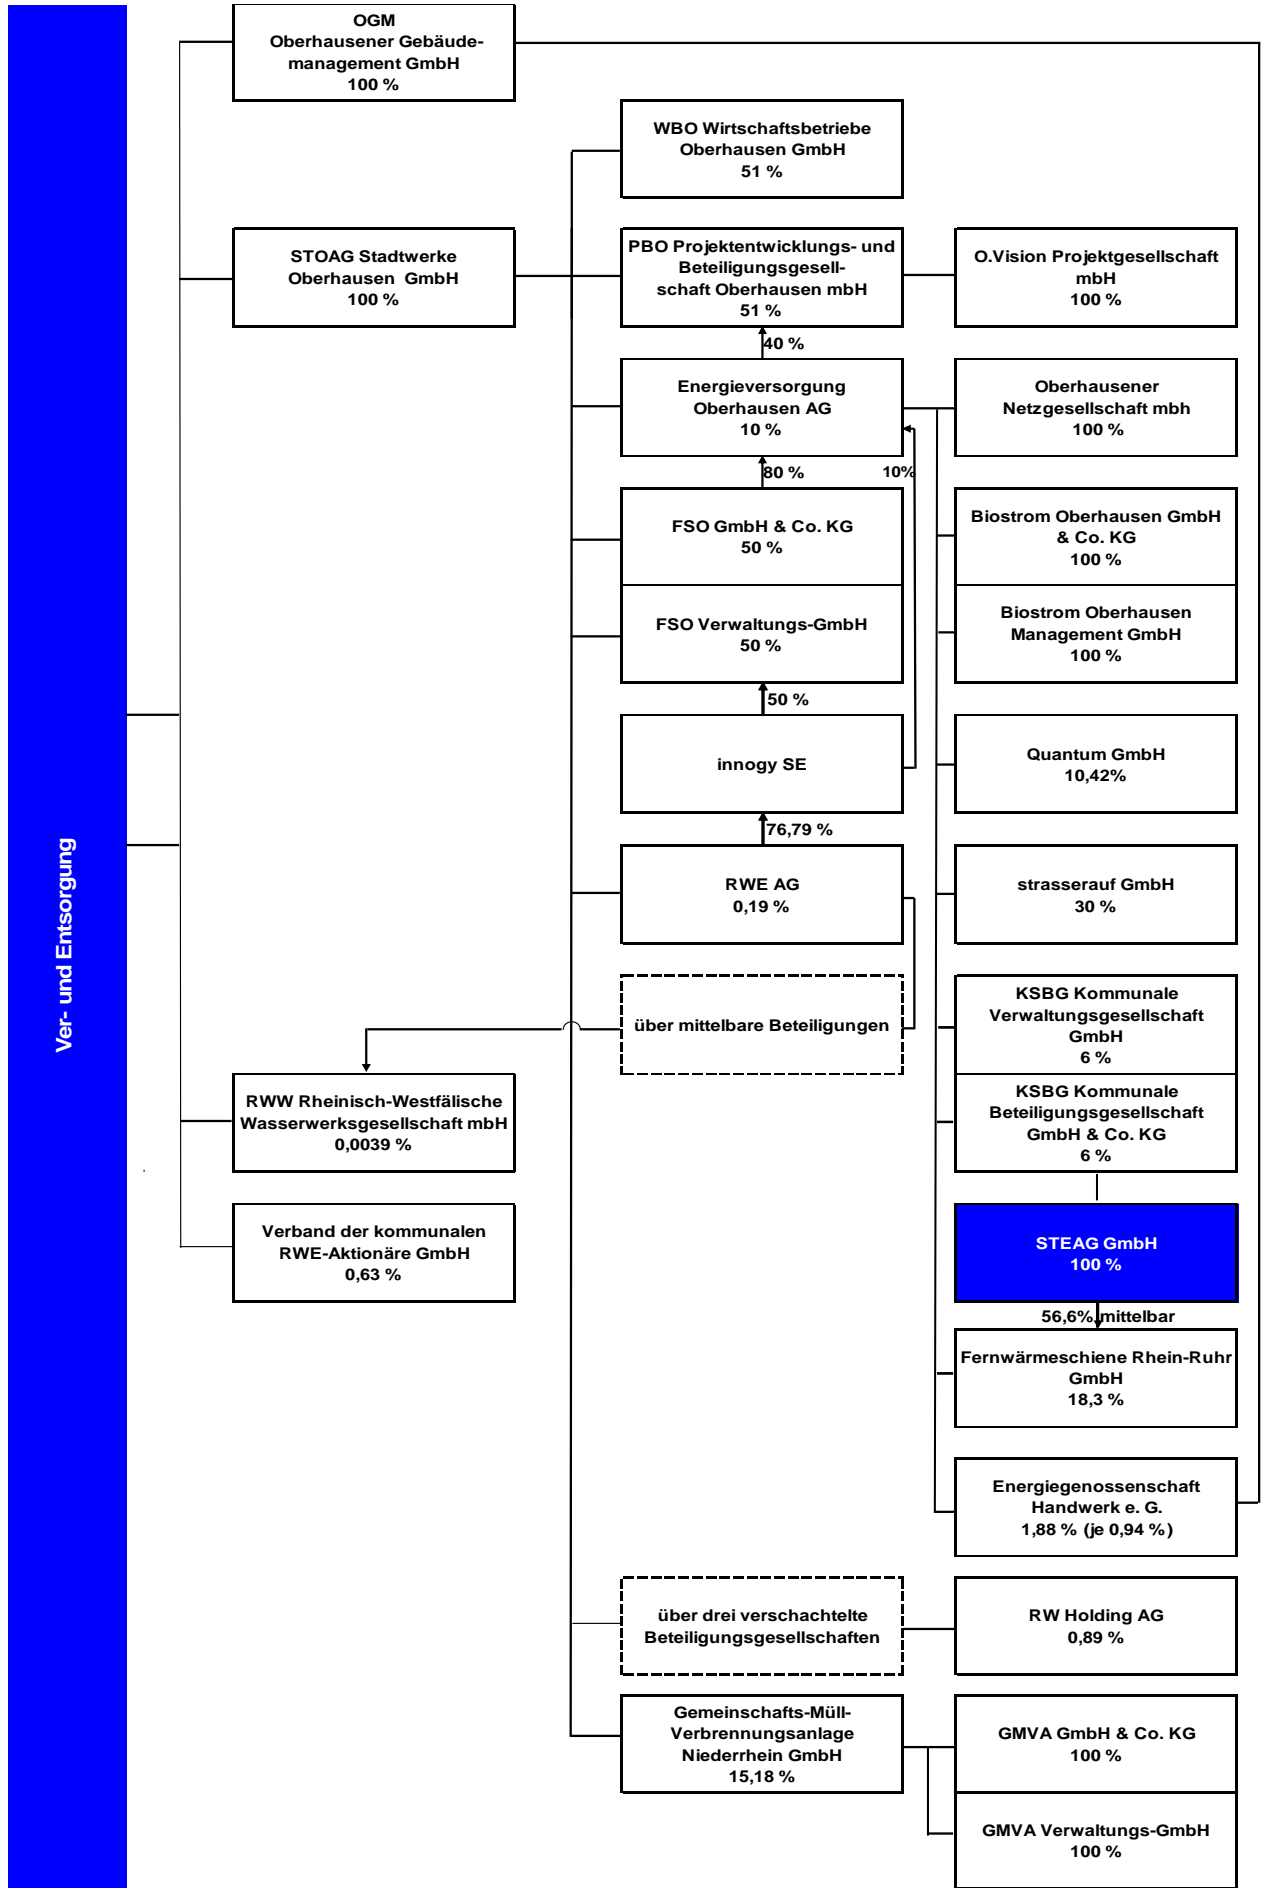 Ver- und Entsorgung
OGM
Oberhausener Gebäude-
management GmbH
100 %
WBO Wirtschaftsbetriebe
Oberhausen GmbH
51 %
STOAG Stadtwerke
Oberhausen GmbH
100 %
PBO Projektentwicklungs- und
Beteiligungsgesell-
schaft Oberhausen mbH
51 %
O.Vision Projektgesellschaft
mbH
100 %
40 %
Energieversorgung
Oberhausen AG
10 %
Oberhausener
Netzgesellschaft mbh
100 %
80 %
10%
FSO GmbH & Co. KG
50 %
Biostrom Oberhausen GmbH
& Co. KG
100 %
FSO Verwaltungs-GmbH
50 %
Biostrom Oberhausen
Management GmbH
100 %
50 %
innogy SE
Quantum GmbH
10,42%
76,79 %
RWE AG
0,19 %
strasserauf GmbH
30 %
über mittelbare Beteiligungen
KSBG Kommunale
Verwaltungsgesellschaft
GmbH
6 %
RWW Rheinisch-Westfälische
Wasserwerksgesellschaft mbH
0,0039 %
KSBG Kommunale
Beteiligungsgesellschaft
GmbH & Co. KG
6 %
Verband der kommunalen
RWE-Aktionäre GmbH
0,63 %
STEAG GmbH
100 %
56,6% mittelbar
Fernwärmeschiene Rhein-Ruhr
GmbH
18,3 %
Energiegenossenschaft
Handwerk e. G.
1,88 % (je 0,94 %)
über drei verschachtelte
Beteiligungsgesellschaften
RW Holding AG
0,89 %
Gemeinschafts-Müll-
Verbrennungsanlage
Niederrhein GmbH
15,18 %
GMVA GmbH & Co. KG
100 %
GMVA Verwaltungs-GmbH
100 %